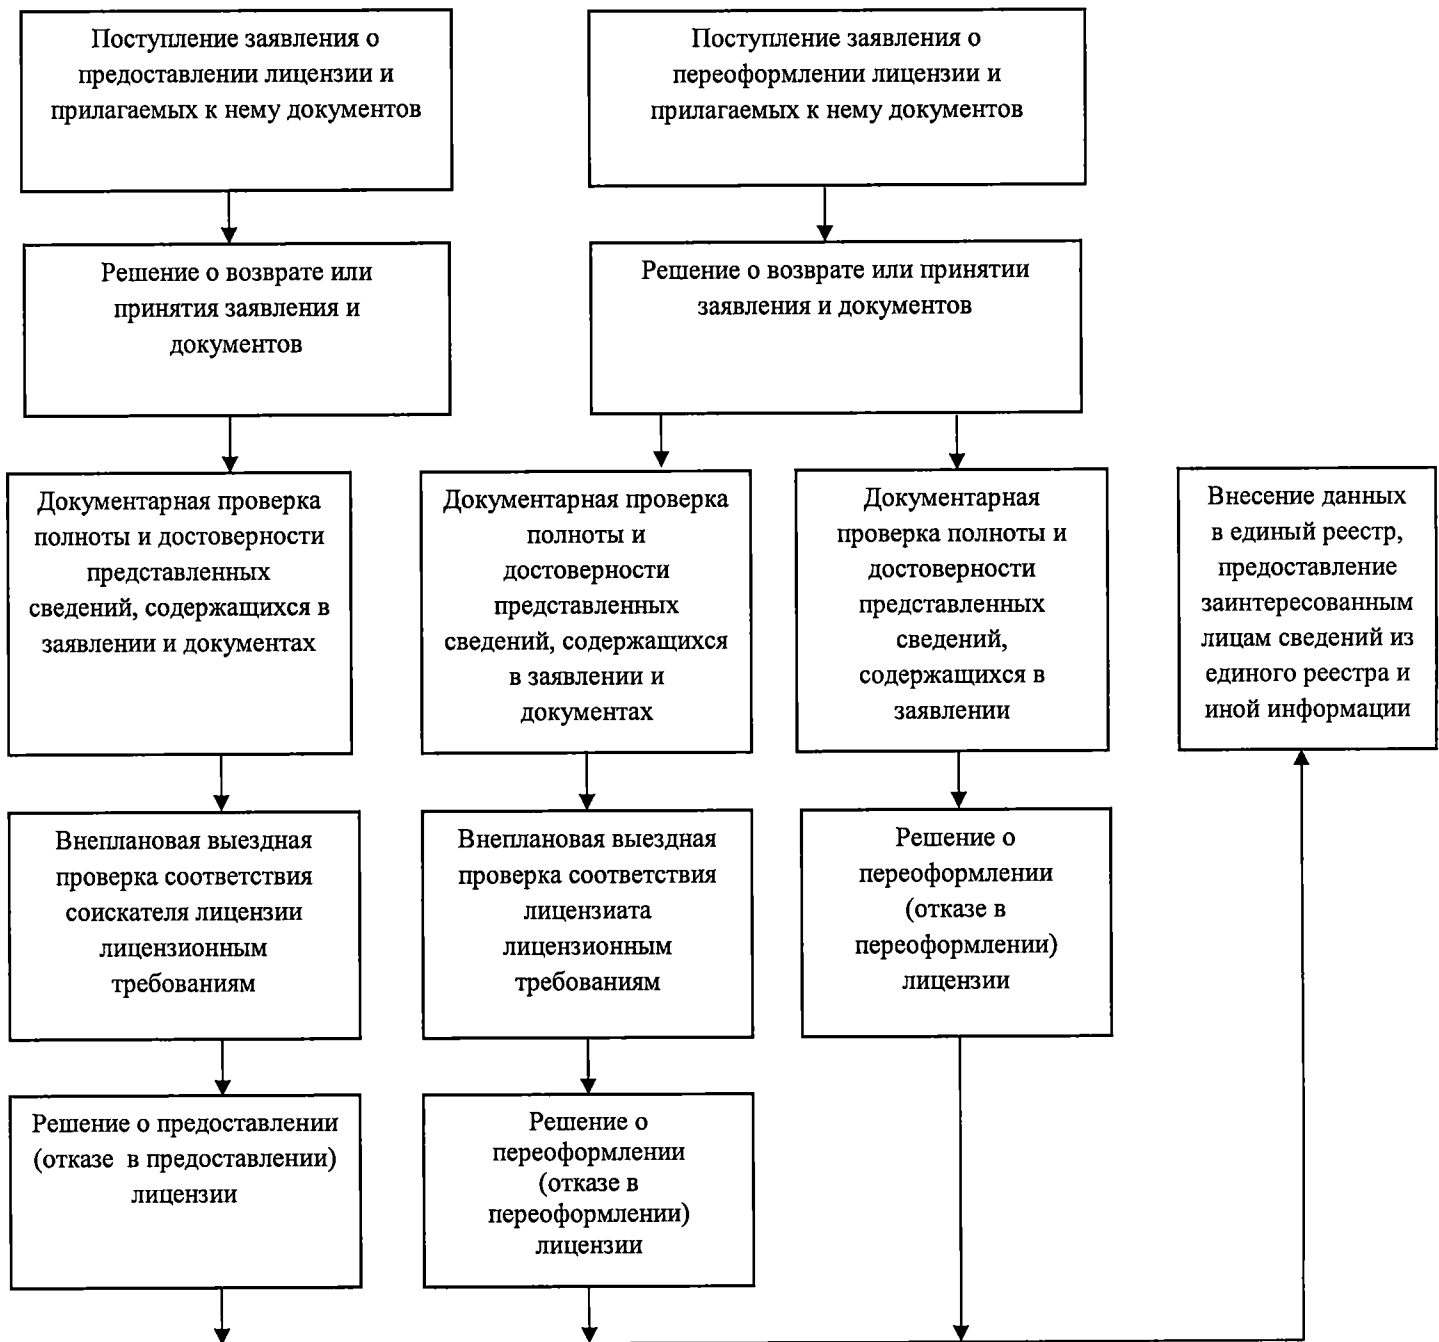 Поступление заявления о
предоставлении лицензии и
прилагаемых к нему документов
Поступление заявления о
переоформлении лицензии и
прилагаемых к нему документов
Решение о возврате или
принятия заявления и
документов
Решение о возврате или принятии
заявления и документов
Документарная проверка
полноты и достоверности
представленных
сведений, содержащихся в
заявлении и документах
Документарная проверка
полноты и
достоверности
представленных
сведений, содержащихся
в заявлении и
документах
Документарная
проверка полноты и
достоверности
представленных
сведений,
содержащихся в
заявлении
Внесение данных
в единый реестр,
предоставление
заинтересованным
лицам сведений из
единого реестра и
иной информации
Внеплановая выездная
проверка соответствия
соискателя лицензии
лицензионным
требованиям
Внеплановая выездная
проверка соответствия
лицензиата
лицензионным
требованиям
Решение о
переоформлении
(отказе в
переоформлении)
лицензии
Решение о предоставлении
(отказе в предоставлении)
лицензии
Решение о
переоформлении
(отказе в
переоформлении)
лицензии